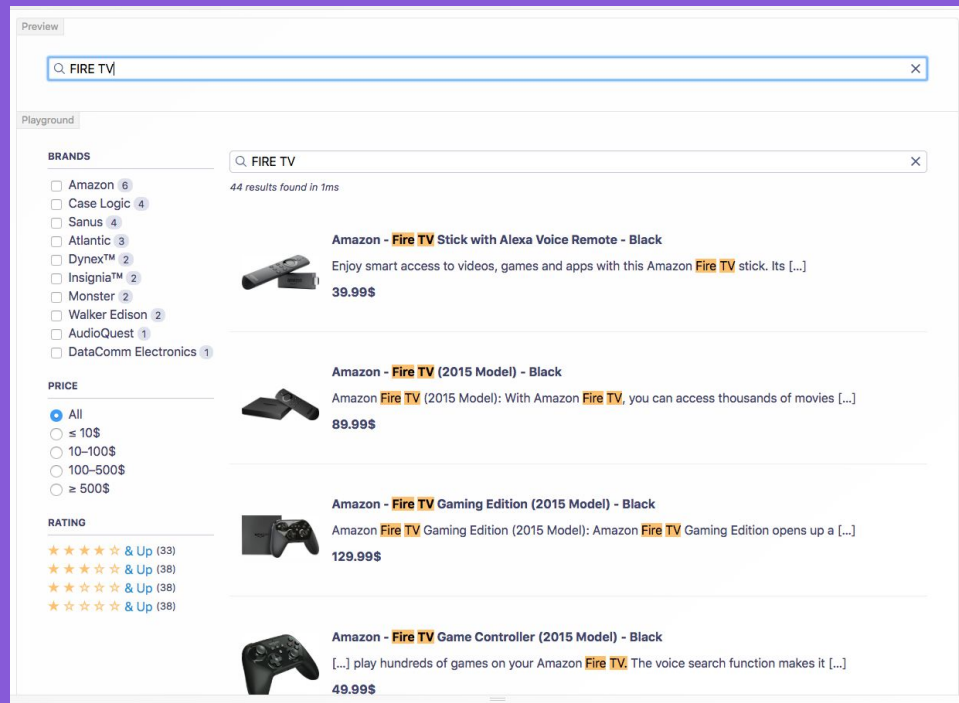 Preview
FIRE TV
Playground
BRANDS
Amazon 6
Case Logic 4
Sanus 4
Atlantic 3
Dynex™ 2
Insignia™ 2
Monster 2
Walker Edison 2
AudioQuest 1
DataComm Electronics 1
PRICE
All
≤ 10$
10–100$
100–500$
≥ 500$
RATING
& Up (33)
& Up (38)
& Up (38)
& Up (38)
FIRE TV
44 results found in 1ms
Amazon - Fire TV Stick with Alexa Voice Remote - Black
Enjoy smart access to videos, games and apps with this Amazon Fire TV stick. Its [...]
39.99$
Amazon - Fire TV (2015 Model) - Black
Amazon Fire TV (2015 Model): With Amazon Fire TV, you can access thousands of movies [...]
89.99$
Amazon - Fire TV Gaming Edition (2015 Model) - Black
Amazon Fire TV Gaming Edition (2015 Model): Amazon Fire TV Gaming Edition opens up a [...]
129.99$
Amazon - Fire TV Game Controller (2015 Model) - Black
[...] play hundreds of games on your Amazon Fire TV. The voice search function makes it [...]
49.99$